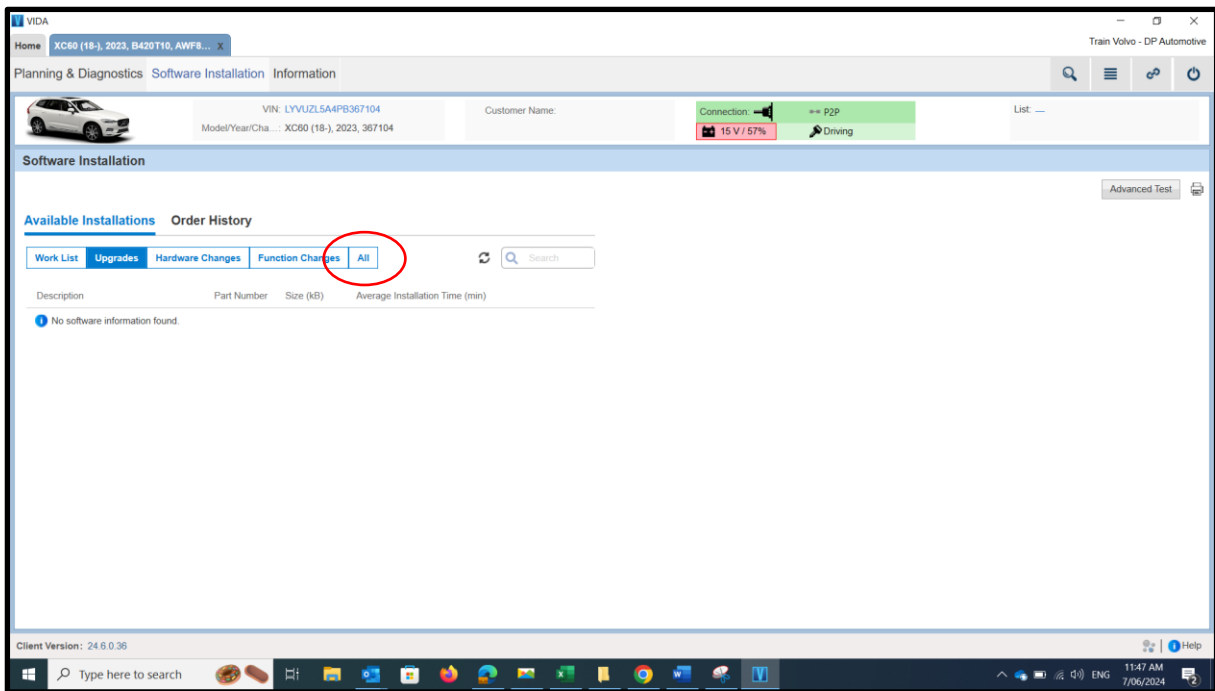 VIDA
Home XC60 (18-), 2023, B420T10, AWF8... X Train Volvo - DP Automotive
Planning & Diagnostics Software Installation Information
VIN: LYVUZL5A4PB367104 Customer Name: Connection: P2P List: —
Model/Year/Cha...: XC60 (18-), 2023, 367104 15 V / 57% Driving
Software Installation
Advanced Test
Available Installations Order History
Work List Upgrades Hardware Changes Function Changes All Search
Description Part Number Size (kB) Average Installation Time (min)
No software information found.
Client Version: 24.6.0.36 Help
Type here to search ENG 11:47 AM
7/06/2024